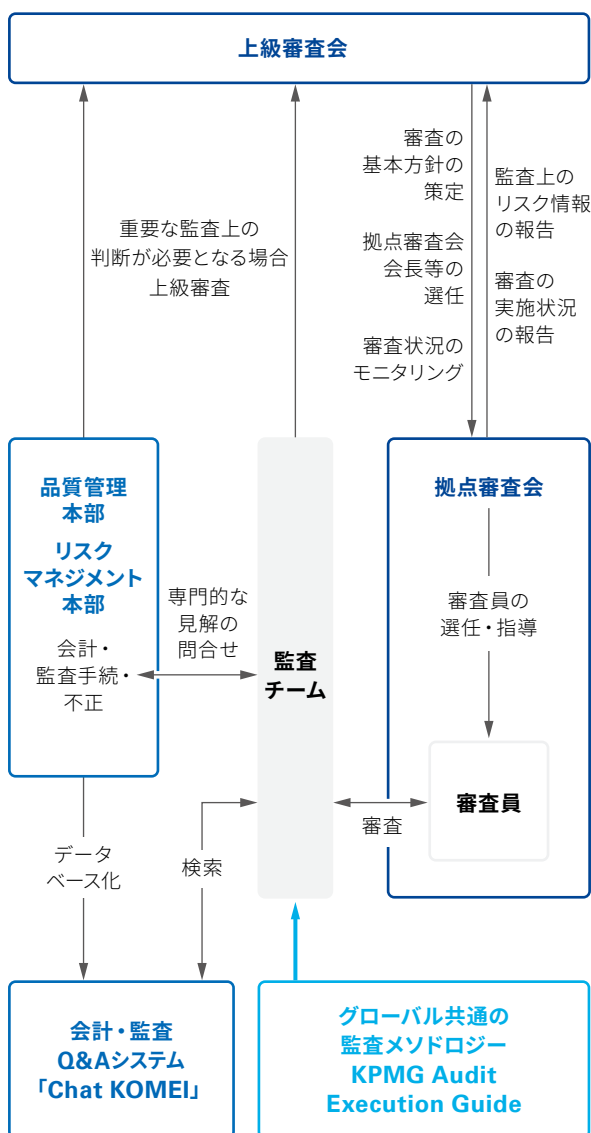 上級審査会
重要な監査上の
判断が必要となる場合
上級審査
審査の
基本方針の
策定
拠点審査会
会長等の
選任
審査状況の
モニタリング
監査上の
リスク情報
の報告
審査の
実施状況
の報告
品質管理
本部
リスク
マネジメント
本部
会計・
監査手続・
不正
専門的な
見解の
問合せ
監査
チーム
拠点審査会
審査員の
選任・指導
審査員
審査
データ
ベース化
検索
会計・監査
Q&Aシステム
「Chat KOMEI」
グローバル共通の
監査メソドロジー
KPMG Audit
Execution Guide